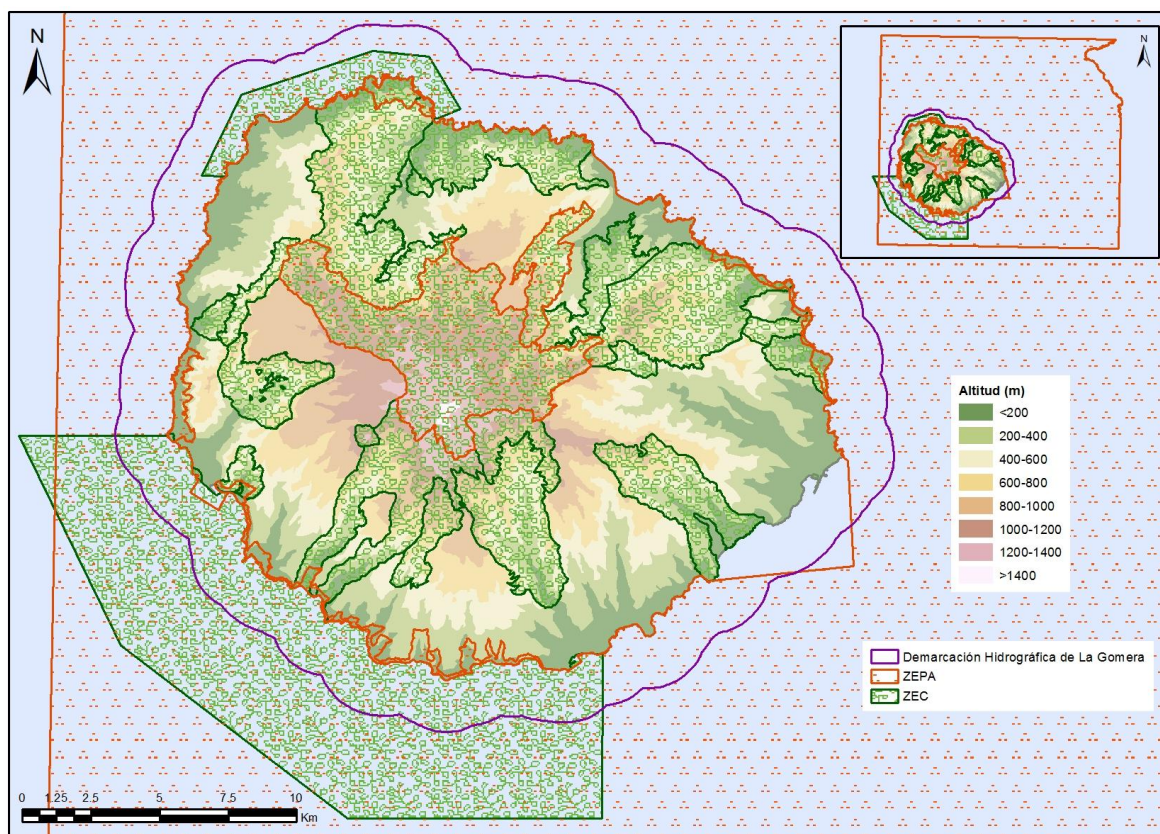 N
N
Altitud (m)
<200
200-400
400-600
600-800
800-1000
1000-1200
1200-1400
>1400
Demarcación Hidrográfica de La Gomera
ZEPA
ZEC
0 1.25 2.5 5 7.5 10
Km